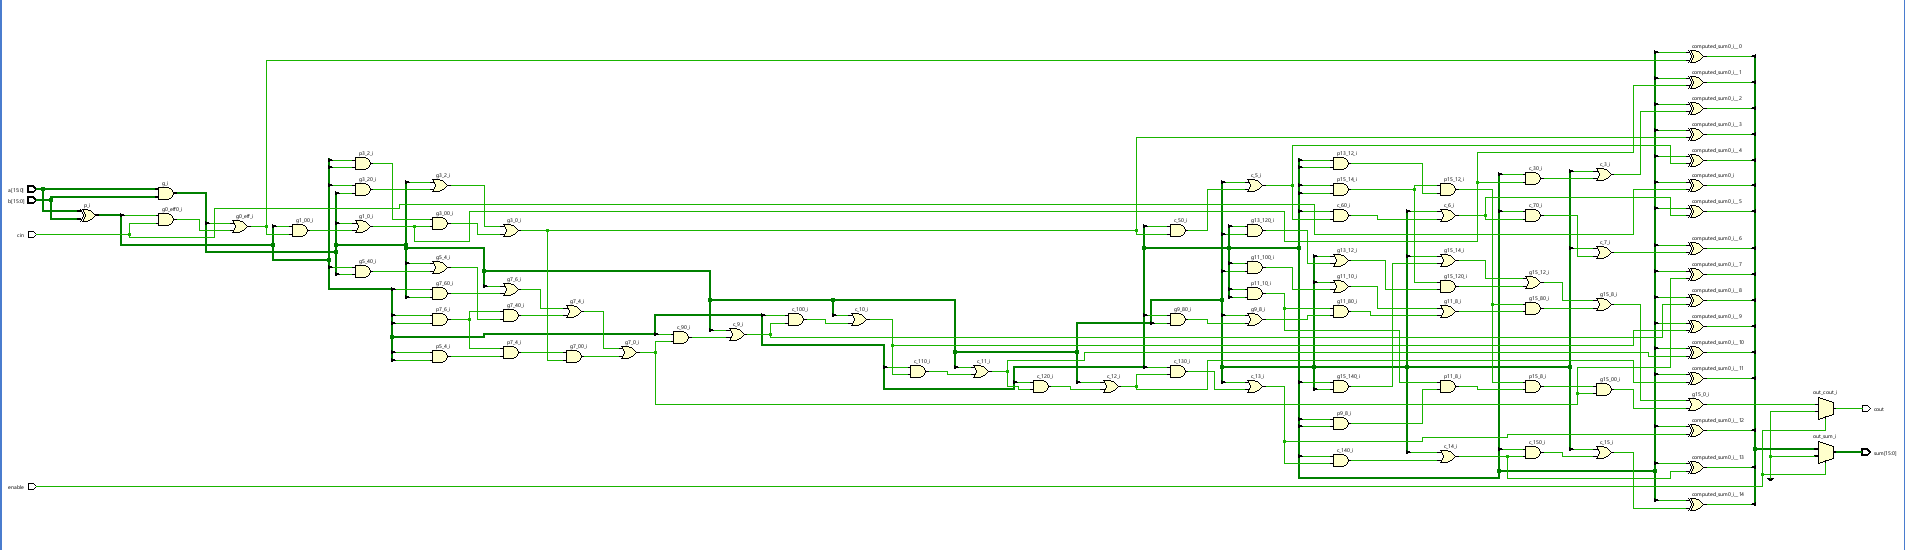 computed_sum0_i__0
computed_sum0_i__1
computed_sum0_i__2
computed_sum0_i__3
computed_sum0_i__4
computed_sum0_i
computed_sum0_i__5
computed_sum0_i__6
computed_sum0_i__7
computed_sum0_i__8
computed_sum0_i__9
computed_sum0_i__10
computed_sum0_i__11
computed_sum0_i__12
computed_sum0_i__13
computed_sum0_i__14
a[15:0]
b[15:0]
cin
enable
p_i
g_i
g0_eff0_i
g0_eff_i
g1_00_i
p3_2_i
g3_20_i
g1_0_i
g5_40_i
g3_2_i
g3_00_i
g5_4_i
g7_60_i
p7_6_i
p5_4_i
g3_0_i
g7_6_i
g7_40_i
p7_4_i
g7_4_i
g7_00_i
g7_0_i
c_90_i
c_9_i
c_100_i
c_10_i
c_110_i
c_11_i
c_120_i
c_12_i
c_50_i
g9_80_i
c_130_i
c_5_i
g13_120_i
g11_100_i
p11_10_i
g9_8_i
c_13_i
p13_12_i
p15_14_i
c_60_i
g13_12_i
g11_10_i
g11_80_i
g15_140_i
p9_8_i
c_140_i
p15_12_i
c_6_i
g15_14_i
g15_120_i
g11_8_i
p11_8_i
c_14_i
c_30_i
c_70_i
g15_12_i
g15_80_i
p15_8_i
c_150_i
c_3_i
c_7_i
g15_8_i
g15_00_i
c_15_i
g15_0_i
out_cout_i
cout
out_sum_i
sum[15:0]